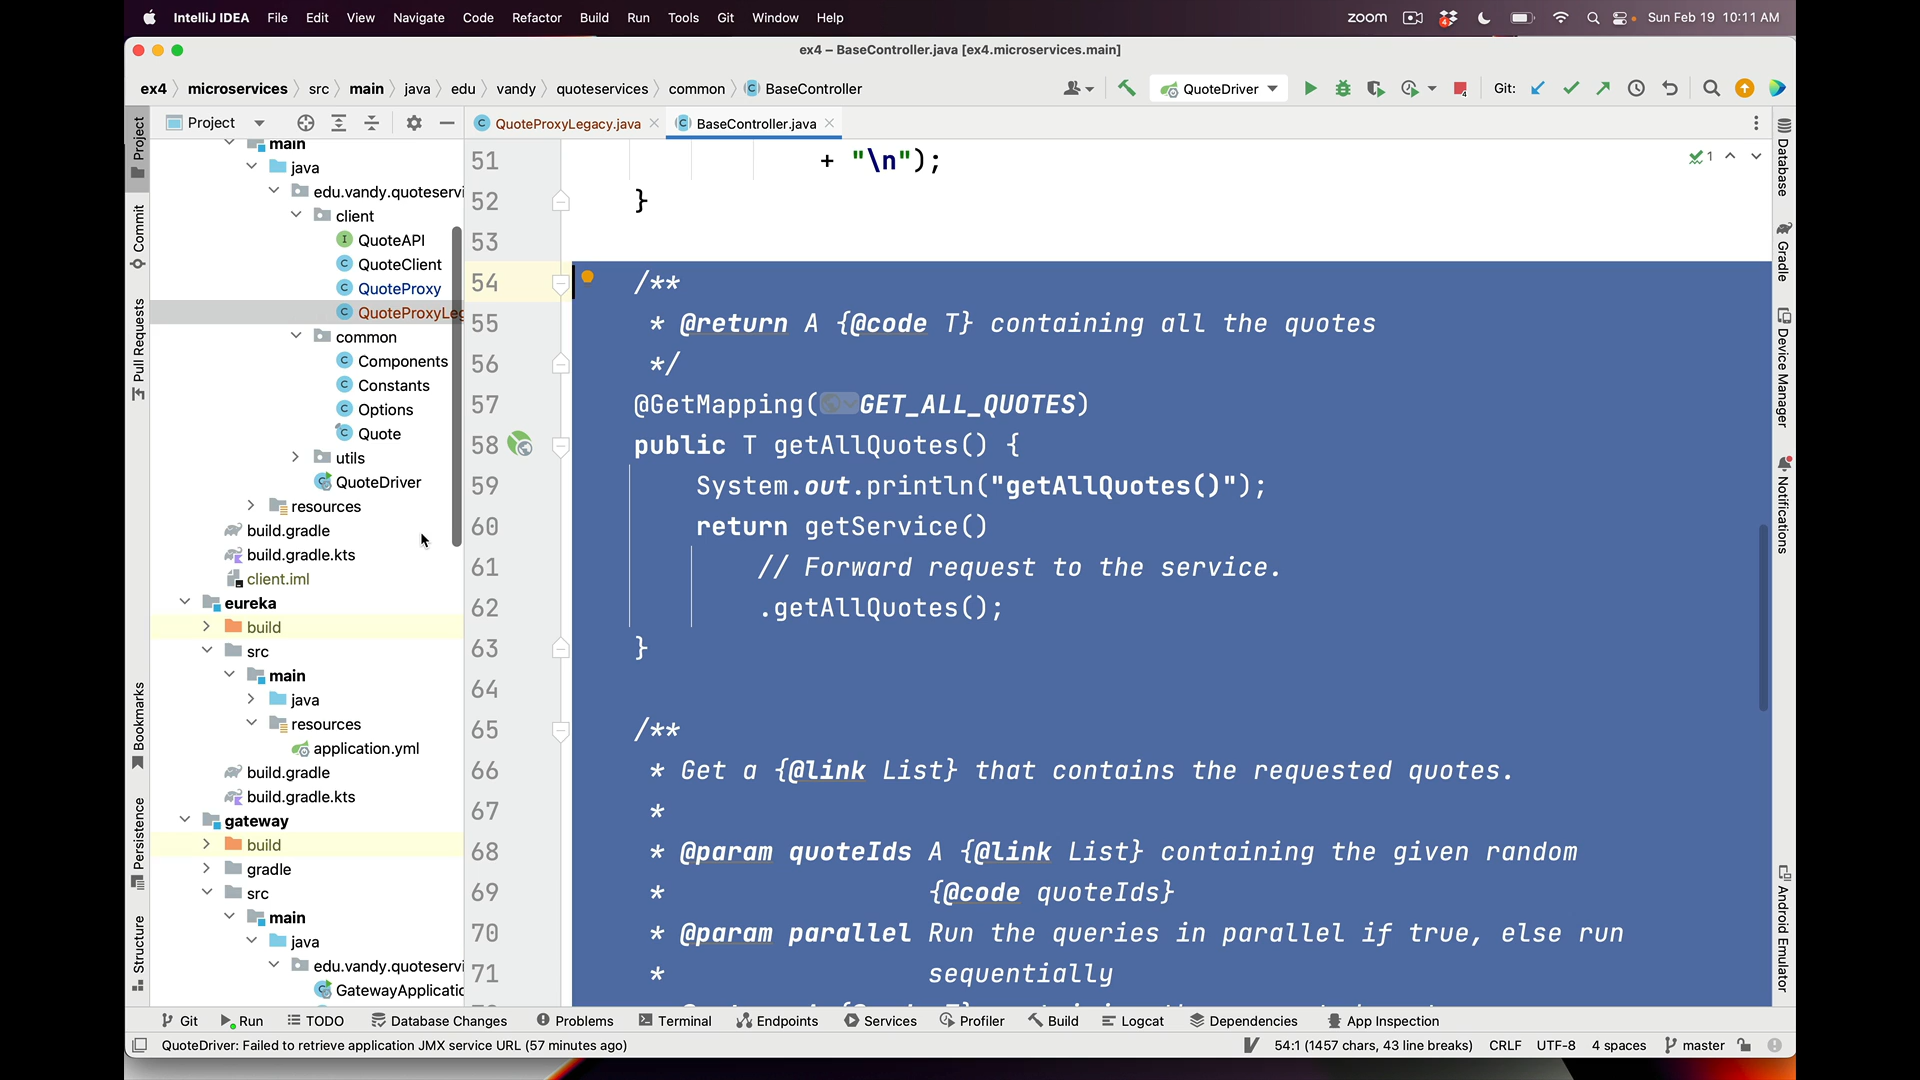 IntelliJ IDEA File Edit View Navigate Code Refactor Build Run Tools Git Window Help zoom 4 Sun Feb 19 10:11 AM
ex4 – BaseController.java [ex4.microservices.main]
ex4 microservices src main java edu vandy quoteservices common BaseController QuoteDriver Git:
Project
QuoteProxyLegacy.java BaseController.java
main
java
edu.vandy.quoteservi
client
QuoteAPI
QuoteClient
QuoteProxy
QuoteProxyLeg
common
Components
Constants
Options
Quote
utils
QuoteDriver
resources
build.gradle
build.gradle.kts
client.iml
eureka
build
src
main
java
resources
application.yml
build.gradle
build.gradle.kts
gateway
build
gradle
src
main
java
edu.vandy.quoteservi
GatewayApplicatio
51 + "\n");
52 }
53
54 /**
55 * @return A {@code T} containing all the quotes
56 */
57 @GetMapping(GET_ALL_QUOTES)
58 public T getAllQuotes() {
59 System.out.println("getAllQuotes()");
60 return getService()
61 // Forward request to the service.
62 .getAllQuotes();
63 }
64
65 /**
66 * Get a {@link List} that contains the requested quotes.
67 *
68 * @param quoteIds A {@link List} containing the given random
69 * {@code quoteIds}
70 * @param parallel Run the queries in parallel if true, else run
71 * sequentially
1
Project
Commit
Pull Requests
Bookmarks
Persistence
Structure
Database
Gradle
Device Manager
Notifications
Android Emulator
Git Run TODO Database Changes Problems Terminal Endpoints Services Profiler Build Logcat Dependencies App Inspection
QuoteDriver: Failed to retrieve application JMX service URL (57 minutes ago) 54:1 (1457 chars, 43 line breaks) CRLF UTF-8 4 spaces master